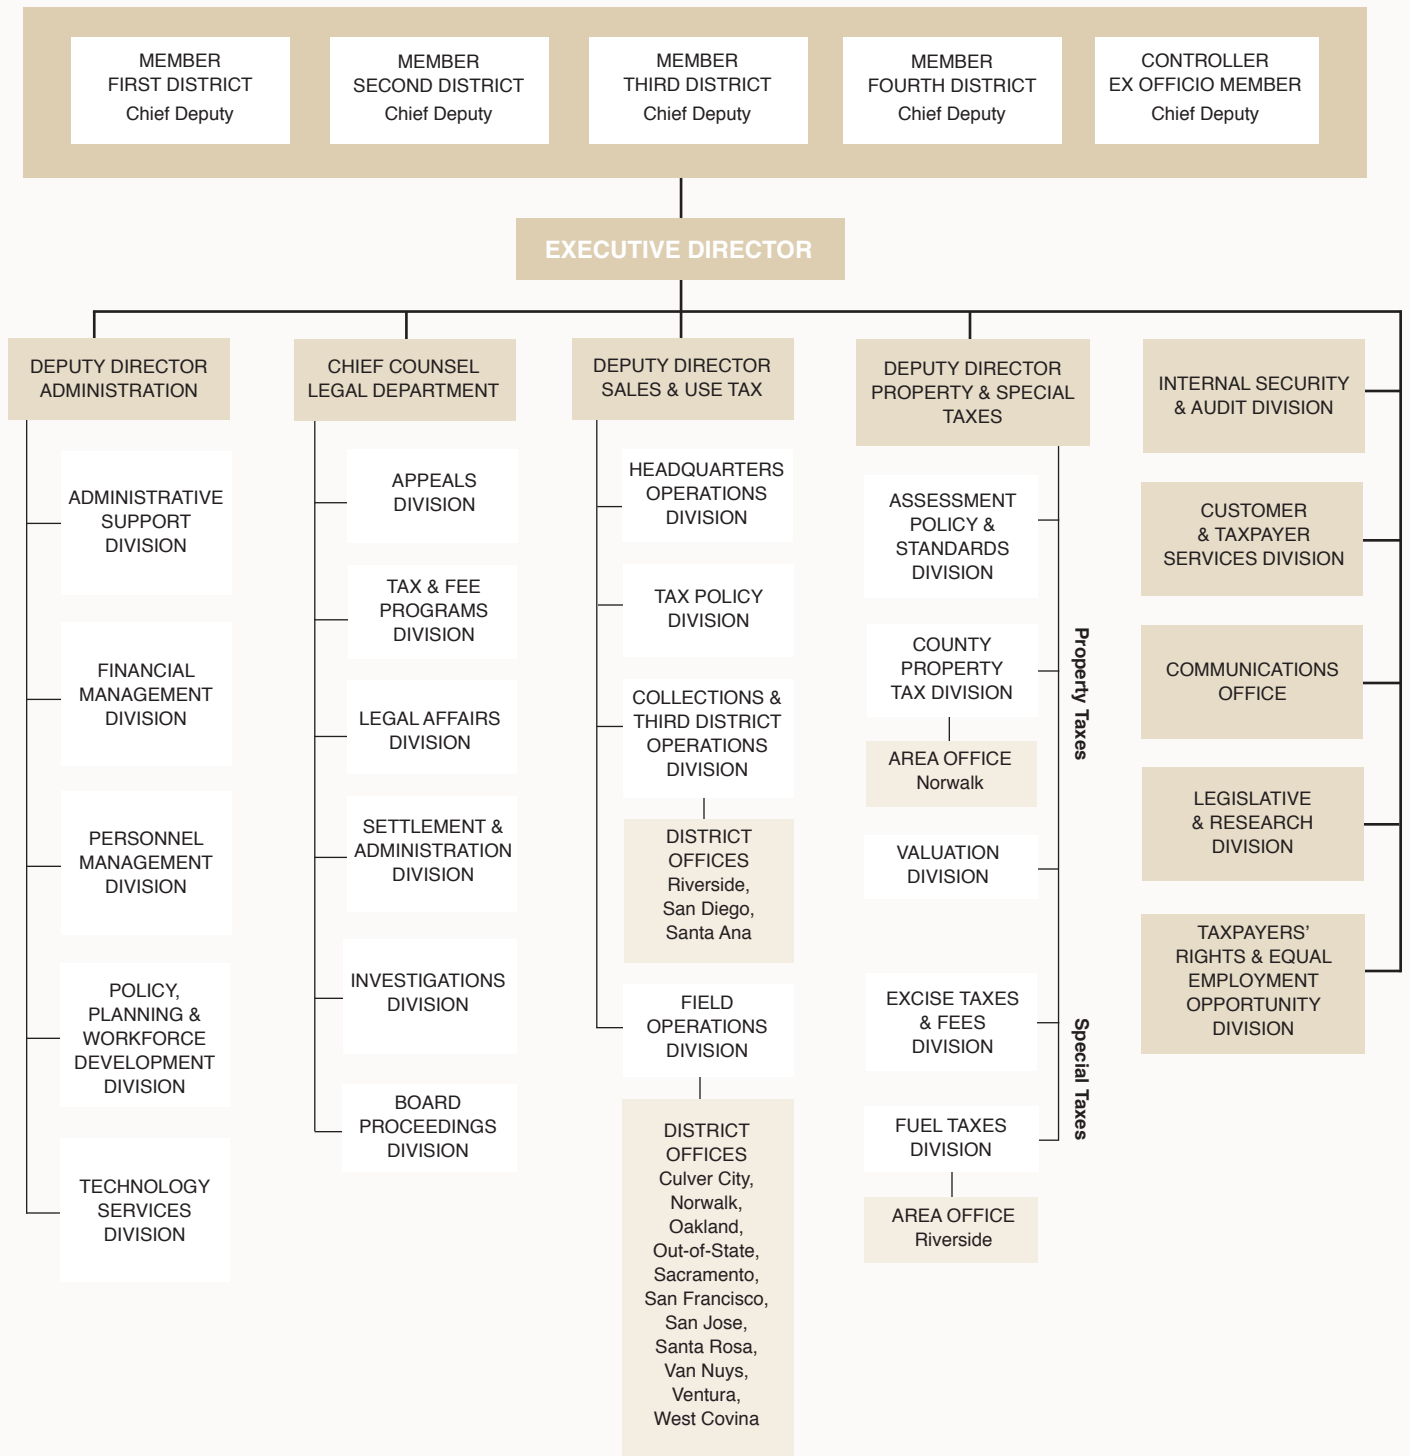 MEMBER
FIRST DISTRICT
Chief Deputy
MEMBER
SECOND DISTRICT
Chief Deputy
MEMBER
THIRD DISTRICT
Chief Deputy
MEMBER
FOURTH DISTRICT
Chief Deputy
CONTROLLER
EX OFFICIO MEMBER
Chief Deputy
EXECUTIVE DIRECTOR
DEPUTY DIRECTOR
ADMINISTRATION
ADMINISTRATIVE
SUPPORT
DIVISION
FINANCIAL
MANAGEMENT
DIVISION
PERSONNEL
MANAGEMENT
DIVISION
POLICY,
PLANNING &
WORKFORCE
DEVELOPMENT
DIVISION
TECHNOLOGY
SERVICES
DIVISION
CHIEF COUNSEL
LEGAL DEPARTMENT
APPEALS
DIVISION
TAX & FEE
PROGRAMS
DIVISION
LEGAL AFFAIRS
DIVISION
SETTLEMENT &
ADMINISTRATION
DIVISION
INVESTIGATIONS
DIVISION
BOARD
PROCEEDINGS
DIVISION
DEPUTY DIRECTOR
SALES & USE TAX
HEADQUARTERS
OPERATIONS
DIVISION
TAX POLICY
DIVISION
COLLECTIONS &
THIRD DISTRICT
OPERATIONS
DIVISION
DISTRICT
OFFICES
Riverside,
San Diego,
Santa Ana
FIELD
OPERATIONS
DIVISION
DISTRICT
OFFICES
Culver City,
Norwalk,
Oakland,
Out-of-State,
Sacramento,
San Francisco,
San Jose,
Santa Rosa,
Van Nuys,
Ventura,
West Covina
DEPUTY DIRECTOR
PROPERTY & SPECIAL
TAXES
Property Taxes
ASSESSMENT
POLICY &
STANDARDS
DIVISION
COUNTY
PROPERTY
TAX DIVISION
AREA OFFICE
Norwalk
VALUATION
DIVISION
Special Taxes
EXCISE TAXES
& FEES
DIVISION
FUEL TAXES
DIVISION
AREA OFFICE
Riverside
INTERNAL SECURITY
& AUDIT DIVISION
CUSTOMER
& TAXPAYER
SERVICES DIVISION
COMMUNICATIONS
OFFICE
LEGISLATIVE
& RESEARCH
DIVISION
TAXPAYERS’
RIGHTS & EQUAL
EMPLOYMENT
OPPORTUNITY
DIVISION